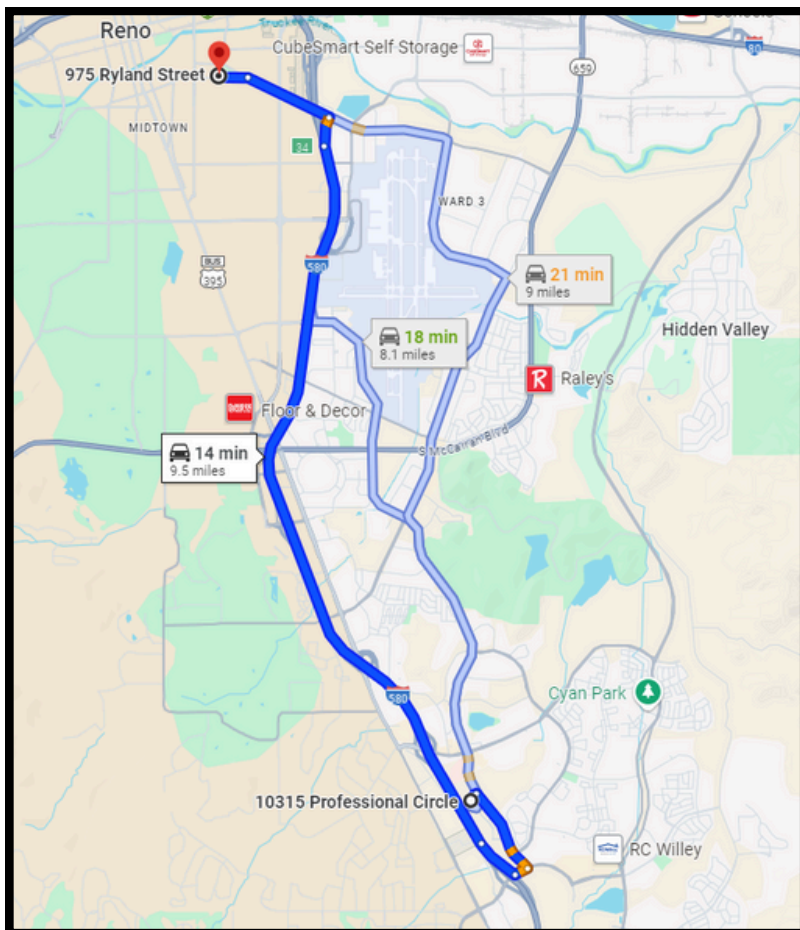 Reno
Truckee River
CubeSmart Self Storage
80
659
975 Ryland Street
MIDTOWN
34
WARD 3
580
BUS
395
21 min
9 miles
18 min
8.1 miles
Hidden Valley
R
Raley's
Floor & Decor
S McCarran Blvd
14 min
9.5 miles
580
Cyan Park
10315 Professional Circle
RC Willey